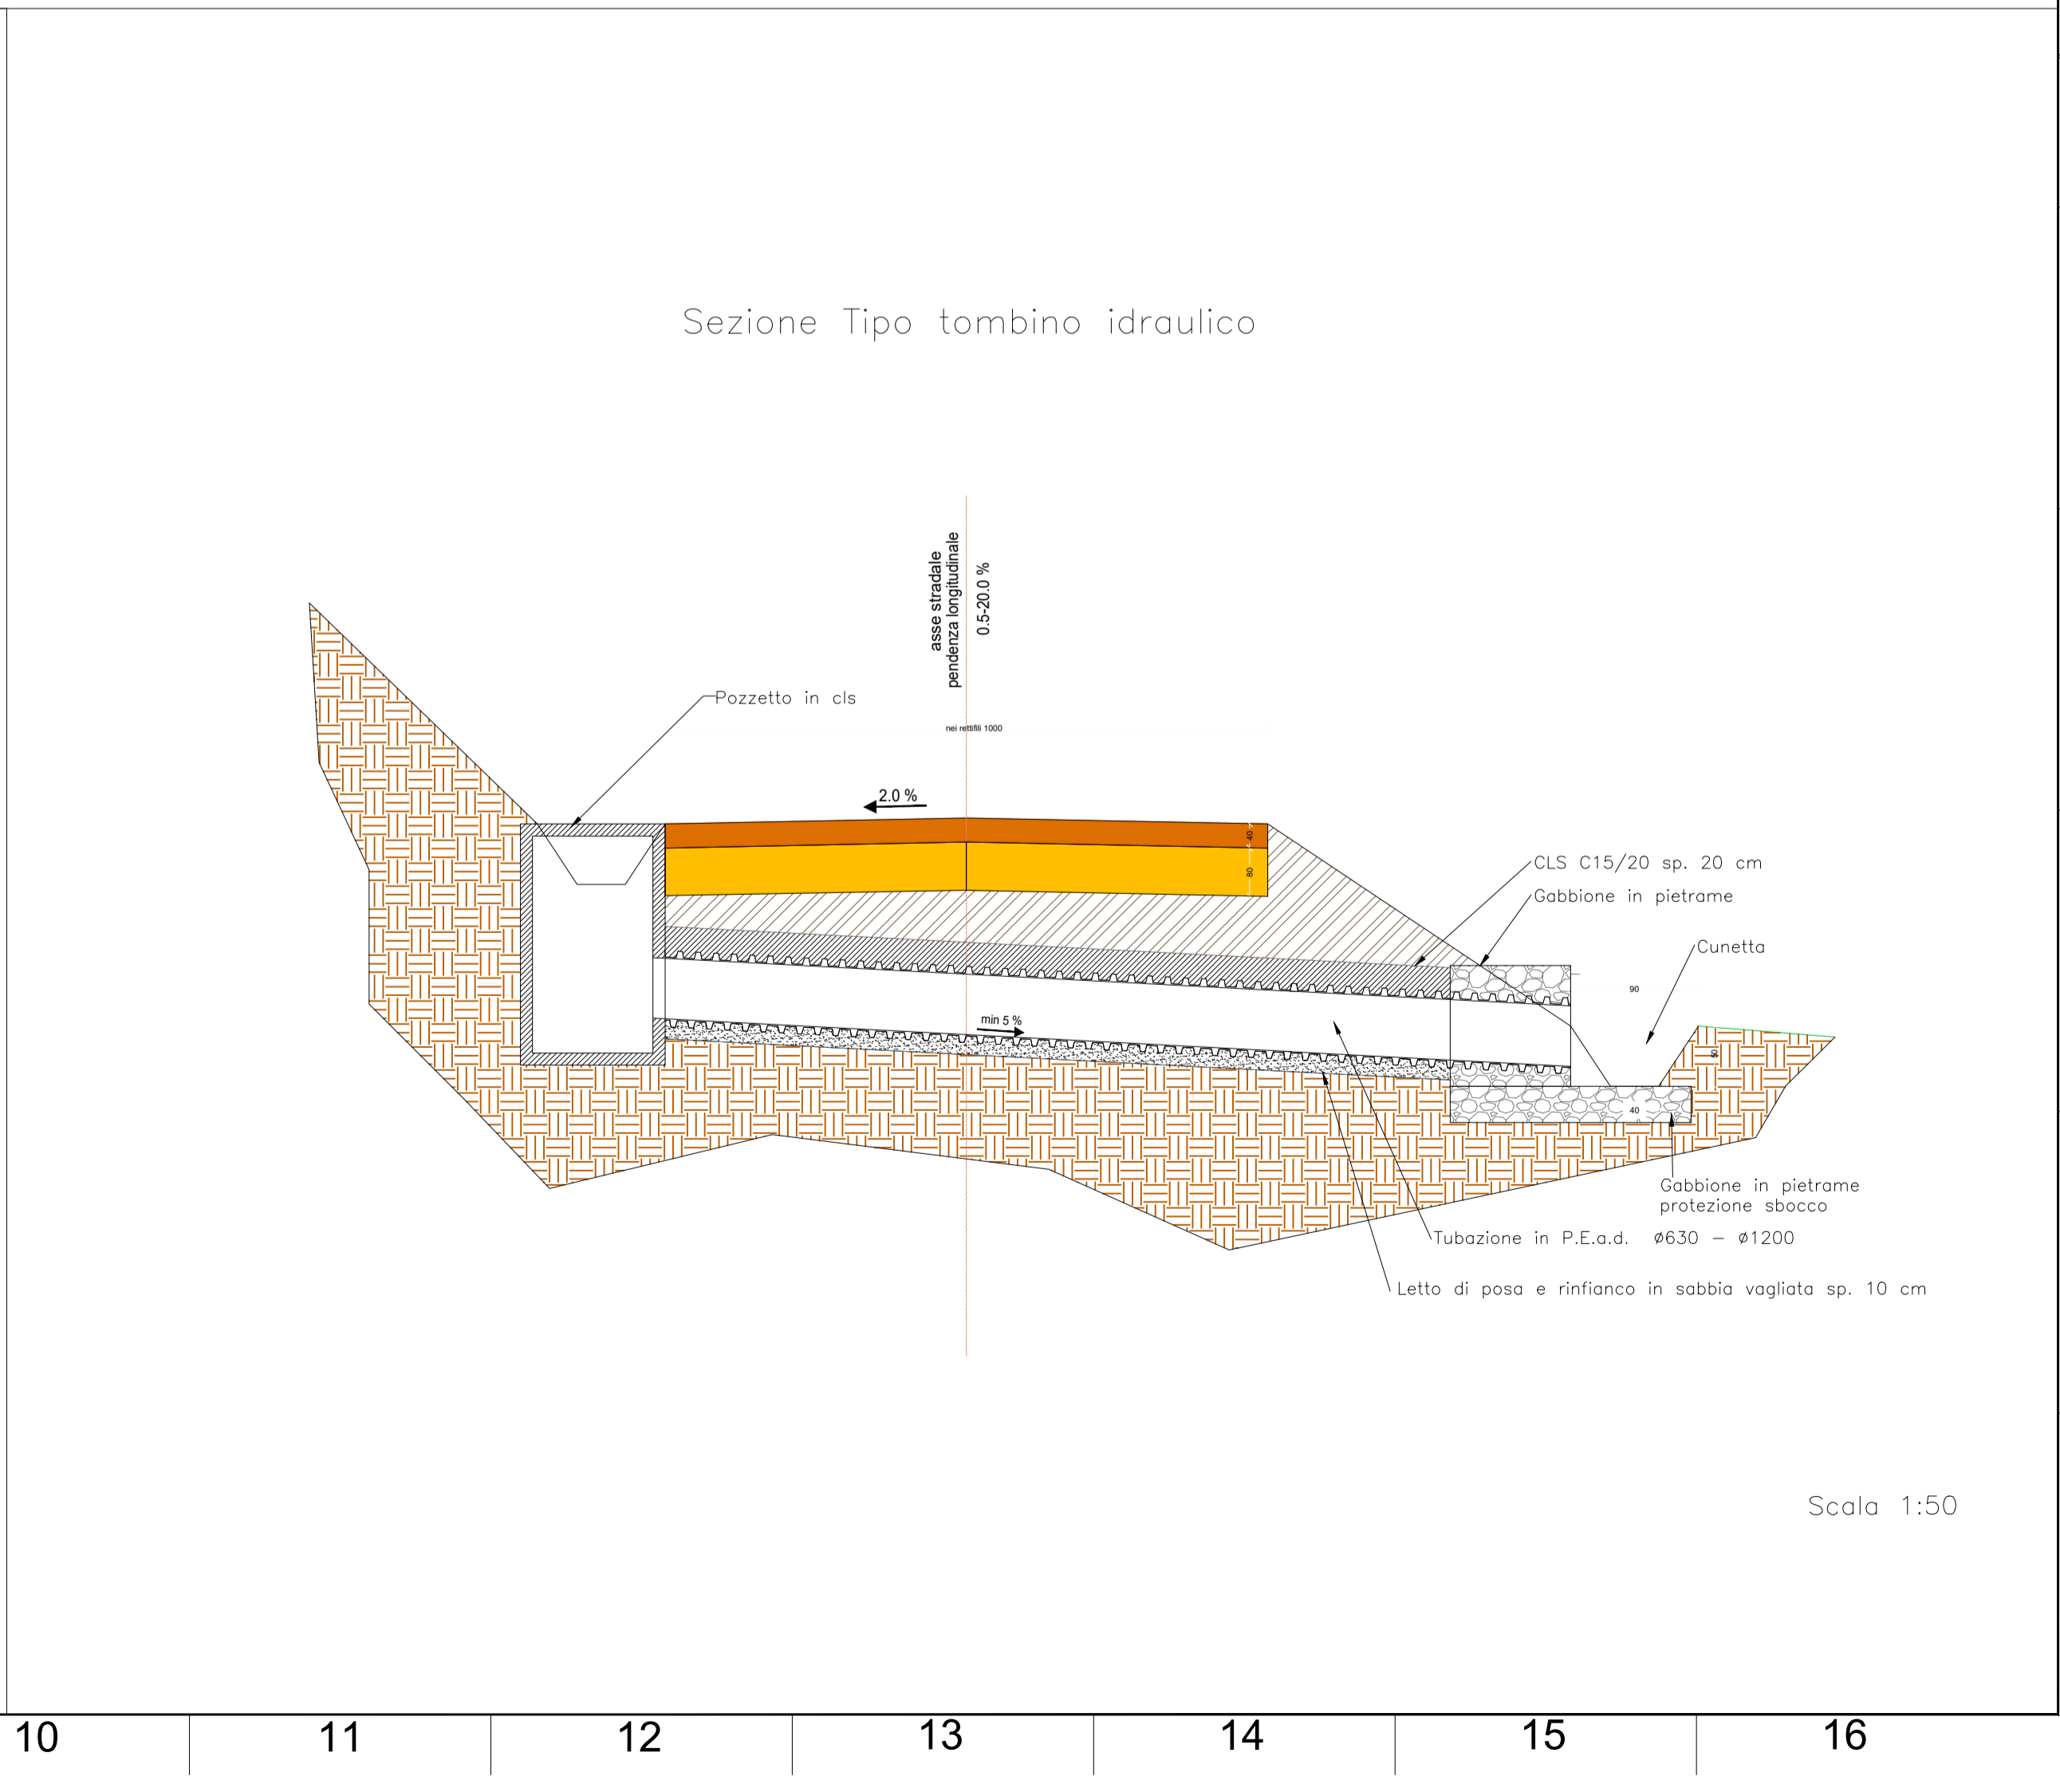 Sezione Tipo tombino idraulico
asse stradale
pendenza longitudinale
0.5-20.0 %
Pozzetto in cls
nei rettifili 1000
2.0 %
40
80
CLS C15/20 sp. 20 cm
Gabbione in pietrame
Cunetta
90
min 5 %
50
40
Gabbione in pietrame
protezione sbocco
Tubazione in P.E.a.d. ø630 – ø1200
Letto di posa e rinfianco in sabbia vagliata sp. 10 cm
Scala 1:50
10 11 12 13 14 15 16